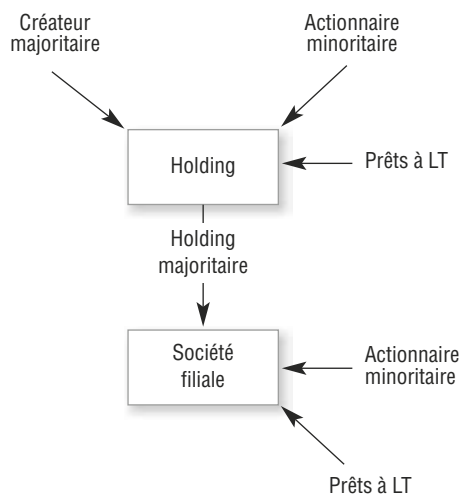 Créateur
majoritaire
Actionnaire
minoritaire
Holding
Prêts à LT
Holding
majoritaire
Société
filiale
Actionnaire
minoritaire
Prêts à LT